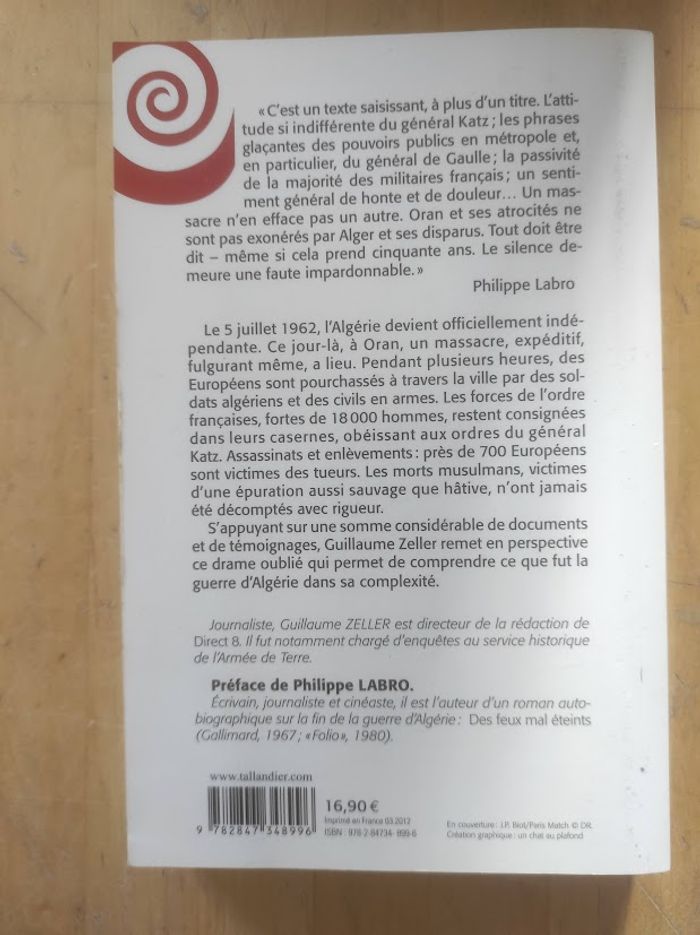 « C'est un texte saisissant, à plus d'un titre. L'atti-
tude si indifférente du général Katz ; les phrases
glaçantes des pouvoirs publics en métropole et,
en particulier, du général de Gaulle ; la passivité
de la majorité des militaires français ; un senti-
ment général de honte et de douleur... Un mas-
sacre n'en efface pas un autre. Oran et ses atrocités ne
sont pas exonérés par Alger et ses disparus. Tout doit être
dit – même si cela prend cinquante ans. Le silence de-
meure une faute impardonnable. »
Philippe Labro
Le 5 juillet 1962, l'Algérie devient officiellement indé-
pendante. Ce jour-là, à Oran, un massacre, expéditif,
fulgurant même, a lieu. Pendant plusieurs heures, des
Européens sont pourchassés à travers la ville par des sol-
dats algériens et des civils en armes. Les forces de l'ordre
françaises, fortes de 18 000 hommes, restent consignées
dans leurs casernes, obéissant aux ordres du général
Katz. Assassinats et enlèvements : près de 700 Européens
sont victimes des tueurs. Les morts musulmans, victimes
d'une épuration aussi sauvage que hâtive, n'ont jamais
été décomptés avec rigueur.
S'appuyant sur une somme considérable de documents
et de témoignages, Guillaume Zeller remet en perspective
ce drame oublié qui permet de comprendre ce que fut la
guerre d'Algérie dans sa complexité.
Journaliste, Guillaume ZELLER est directeur de la rédaction de
Direct 8. Il fut notamment chargé d'enquêtes au service historique
de l'Armée de Terre.
Préface de Philippe LABRO.
Écrivain, journaliste et cinéaste, il est l'auteur d'un roman auto-
biographique sur la fin de la guerre d'Algérie : Des feux mal éteints
(Gallimard, 1967 ; « Folio », 1980).
www.tallandier.com
16,90 €
Imprimé en France 03.2012
ISBN : 978-2-84734- 899-6
9 782847 348996
En couverture : J.P. Biot/Paris Match © DR.
Création graphique : un chat au plafond